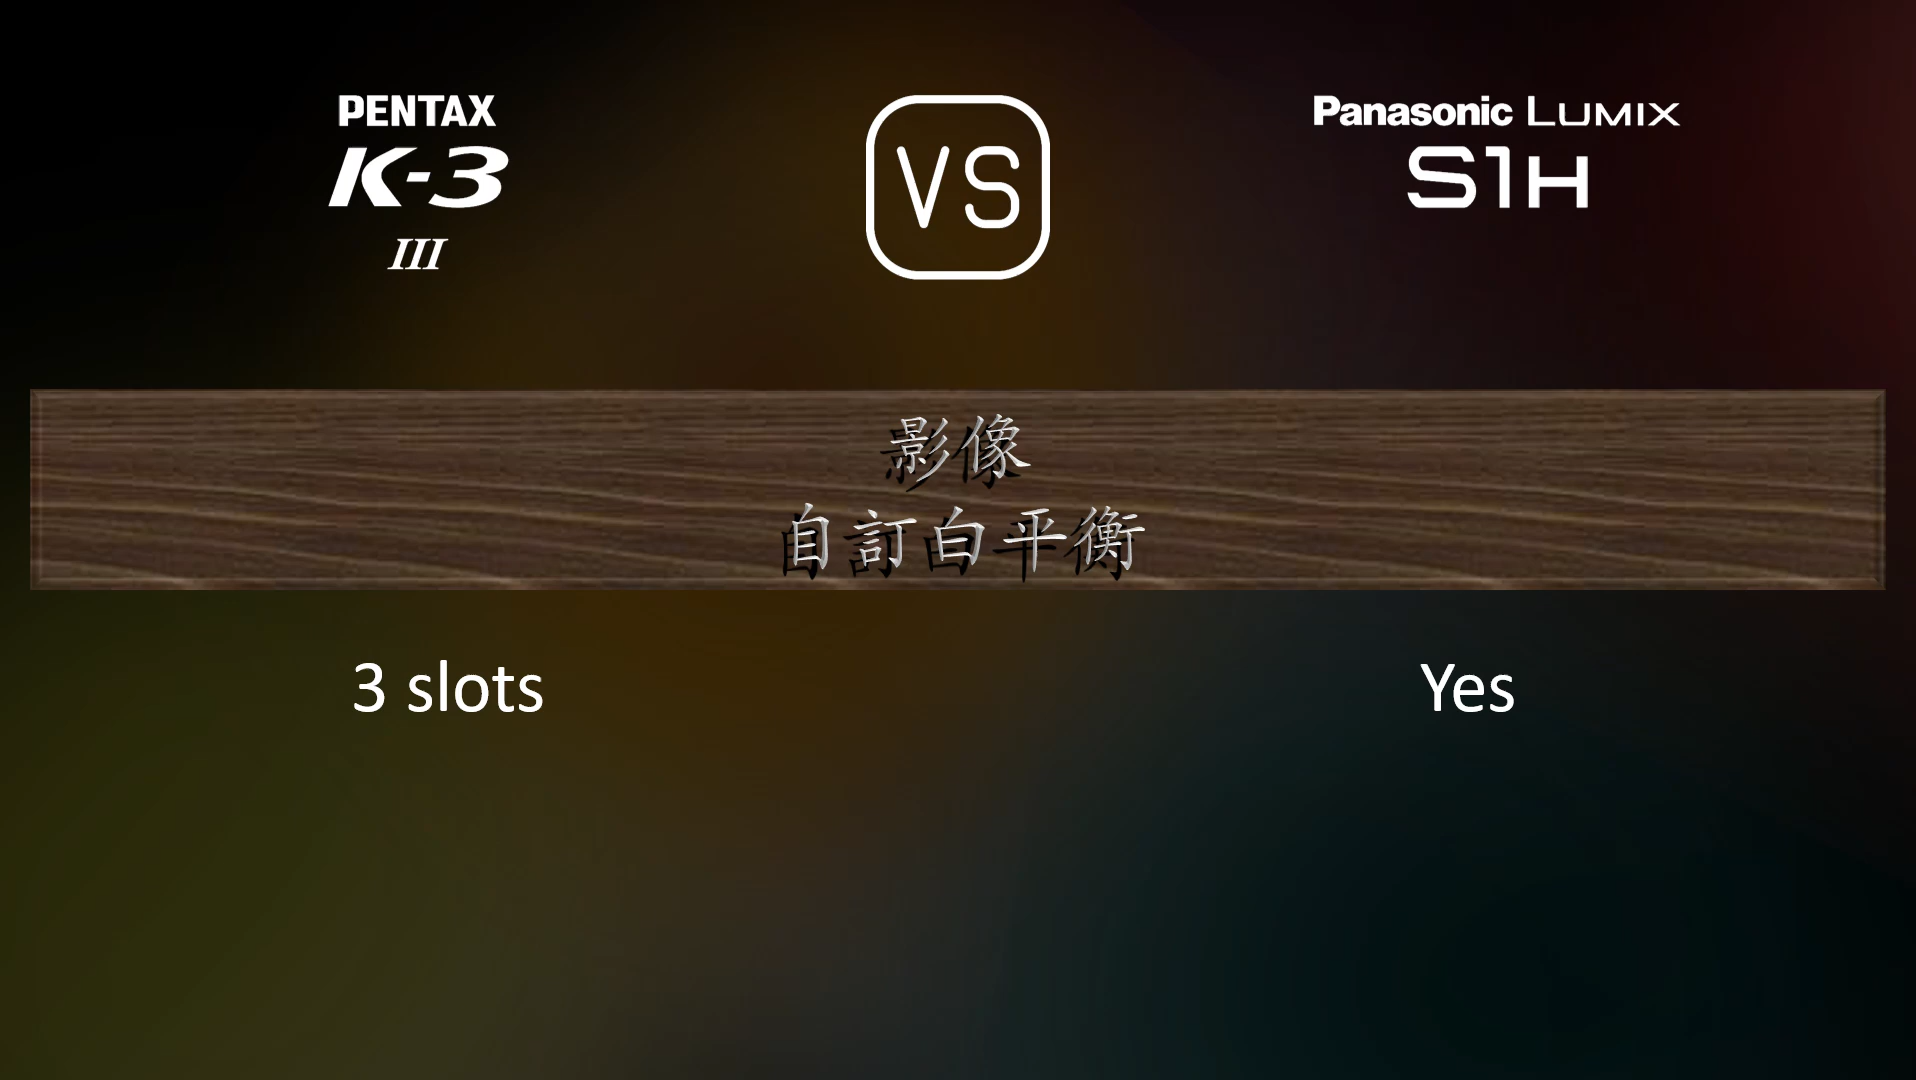 PENTAX
K-3
III
VS
Panasonic LUMIX
S1H
影像
自訂白平衡
3 slots
Yes